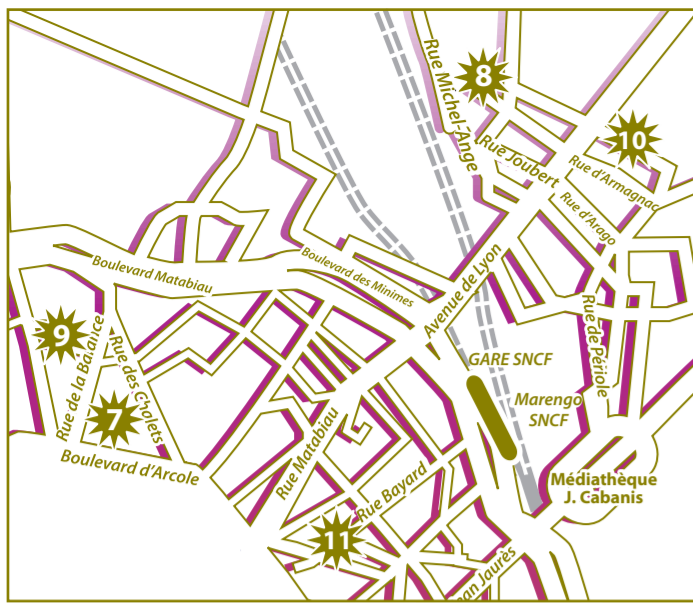 8
Rue Michel-Ange
10
Rue Joubert
Rue d'Armagnac
Rue d'Arago
Boulevard Matabiau
Boulevard des Minimes
Avenue de Lyon
Rue de Périole
9
Rue de la Balance
Rue des Chalets
GARE SNCF
Marengo
SNCF
7
Boulevard d'Arcole
Rue Matabiau
Rue Bayard
Médiathèque
J. Cabanis
11
Jaurès